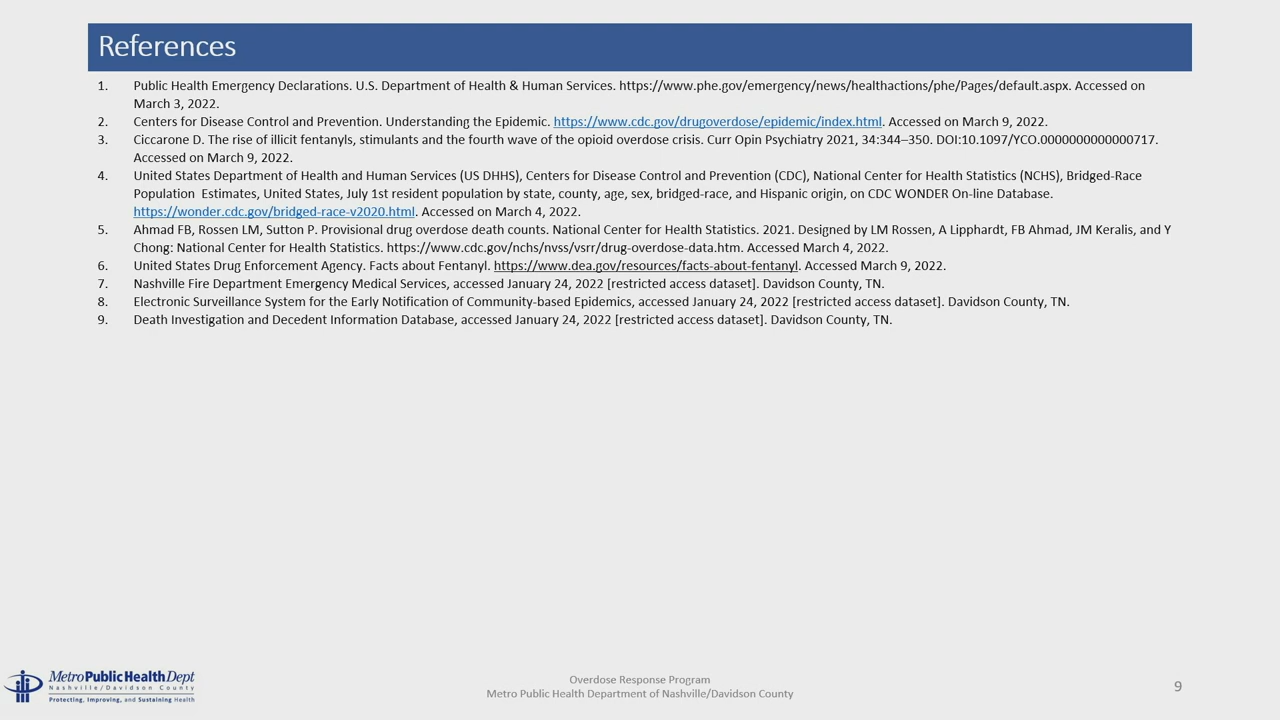 References
1. Public Health Emergency Declarations. U.S. Department of Health & Human Services. https://www.phe.gov/emergency/news/healthactions/phe/Pages/default.aspx. Accessed on
March 3, 2022.
2. Centers for Disease Control and Prevention. Understanding the Epidemic. https://www.cdc.gov/drugoverdose/epidemic/index.html. Accessed on March 9, 2022.
3. Ciccarone D. The rise of illicit fentanyls, stimulants and the fourth wave of the opioid overdose crisis. Curr Opin Psychiatry 2021, 34:344–350. DOI:10.1097/YCO.0000000000000717.
Accessed on March 9, 2022.
4. United States Department of Health and Human Services (US DHHS), Centers for Disease Control and Prevention (CDC), National Center for Health Statistics (NCHS), Bridged-Race
Population Estimates, United States, July 1st resident population by state, county, age, sex, bridged-race, and Hispanic origin, on CDC WONDER On-line Database.
https://wonder.cdc.gov/bridged-race-v2020.html. Accessed on March 4, 2022.
5. Ahmad FB, Rossen LM, Sutton P. Provisional drug overdose death counts. National Center for Health Statistics. 2021. Designed by LM Rossen, A Lipphardt, FB Ahmad, JM Keralis, and Y
Chong: National Center for Health Statistics. https://www.cdc.gov/nchs/nvss/vsrr/drug-overdose-data.htm. Accessed March 4, 2022.
6. United States Drug Enforcement Agency. Facts about Fentanyl. https://www.dea.gov/resources/facts-about-fentanyl. Accessed March 9, 2022.
7. Nashville Fire Department Emergency Medical Services, accessed January 24, 2022 [restricted access dataset]. Davidson County, TN.
8. Electronic Surveillance System for the Early Notification of Community-based Epidemics, accessed January 24, 2022 [restricted access dataset]. Davidson County, TN.
9. Death Investigation and Decedent Information Database, accessed January 24, 2022 [restricted access dataset]. Davidson County, TN.
Metro Public Health Dept
Nashville/Davidson County
Protecting, Improving, and Sustaining Health
Overdose Response Program
Metro Public Health Department of Nashville/Davidson County
9